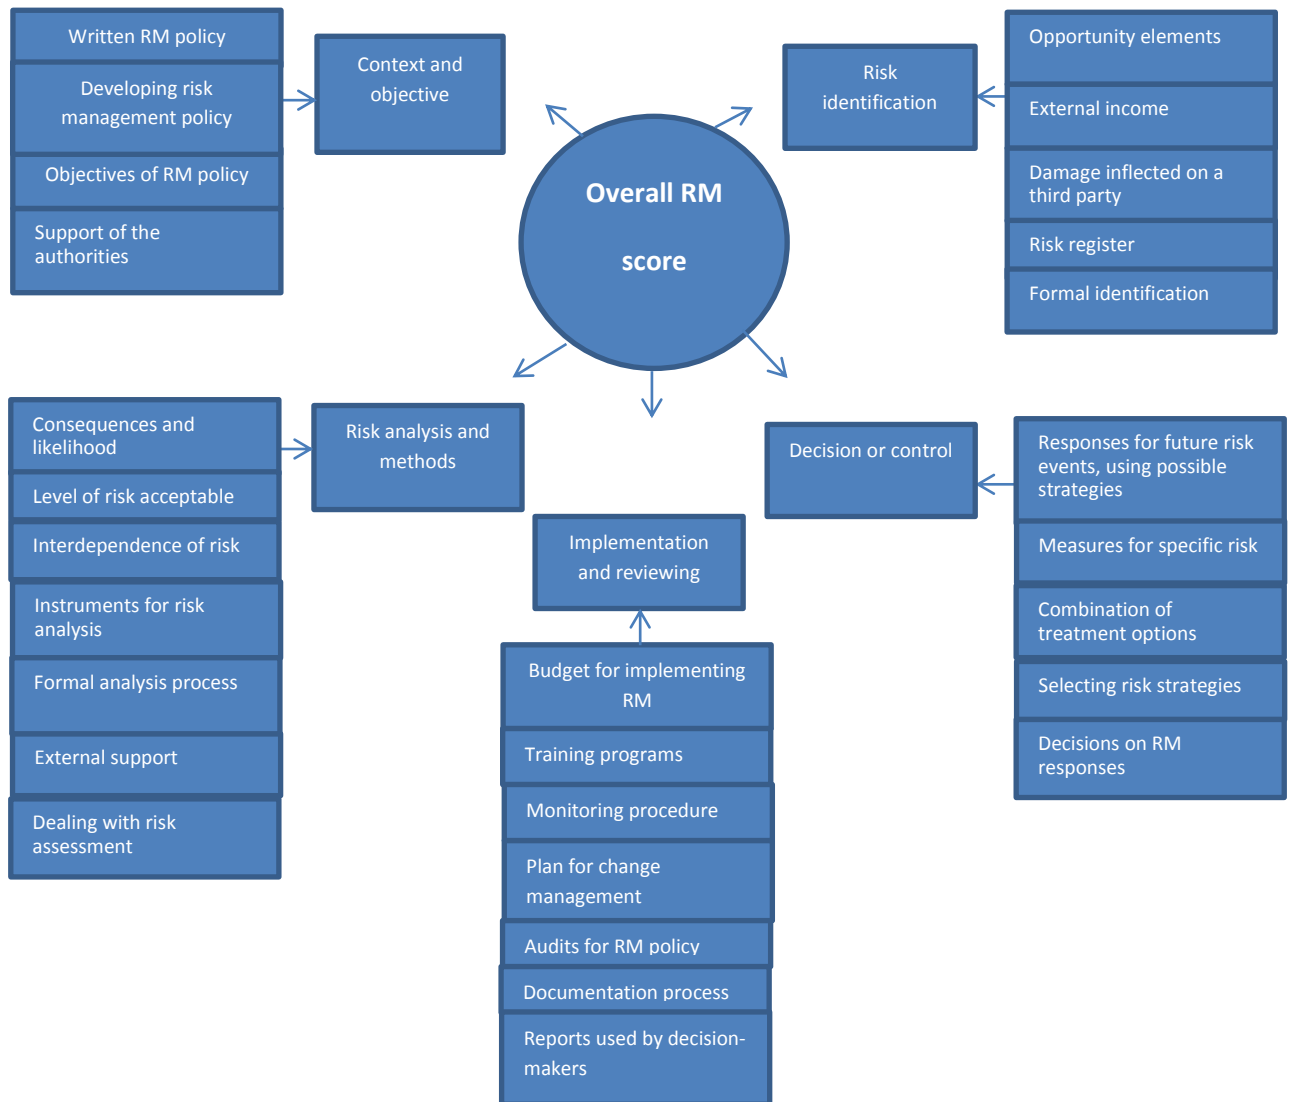 Written RM policy
Developing risk
management policy
Objectives of RM policy
Support of the
authorities
Context and
objective
Overall RM
score
Risk
identification
Opportunity elements
External income
Damage inflected on a
third party
Risk register
Formal identification
Consequences and
likelihood
Level of risk acceptable
Interdependence of risk
Instruments for risk
analysis
Formal analysis process
External support
Dealing with risk
assessment
Risk analysis and
methods
Implementation
and reviewing
Budget for implementing
RM
Training programs
Monitoring procedure
Plan for change
management
Audits for RM policy
Documentation process
Reports used by decision-
makers
Decision or control
Responses for future risk
events, using possible
strategies
Measures for specific risk
Combination of
treatment options
Selecting risk strategies
Decisions on RM
responses